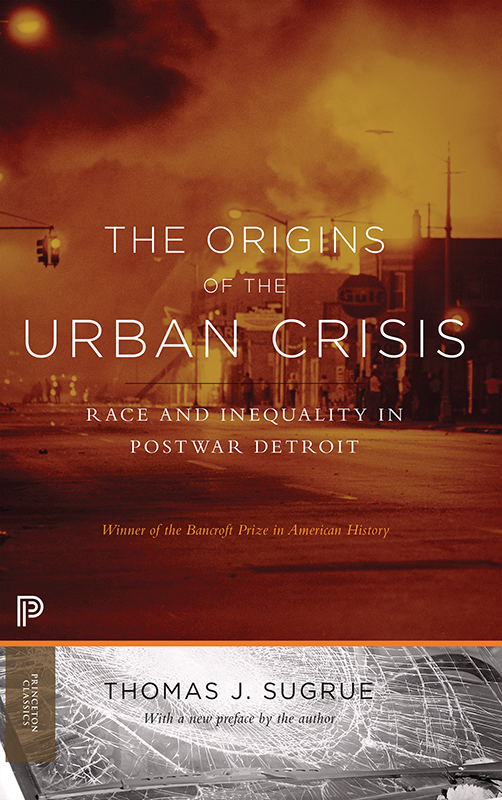 THE ORIGINS
OF THE
URBAN CRISIS
RACE AND INEQUALITY IN
POSTWAR DETROIT
Winner of the Bancroft Prize in American History
Gulf
P
PRINCETON
CLASSICS
THOMAS J. SUGRUE
With a new preface by the author